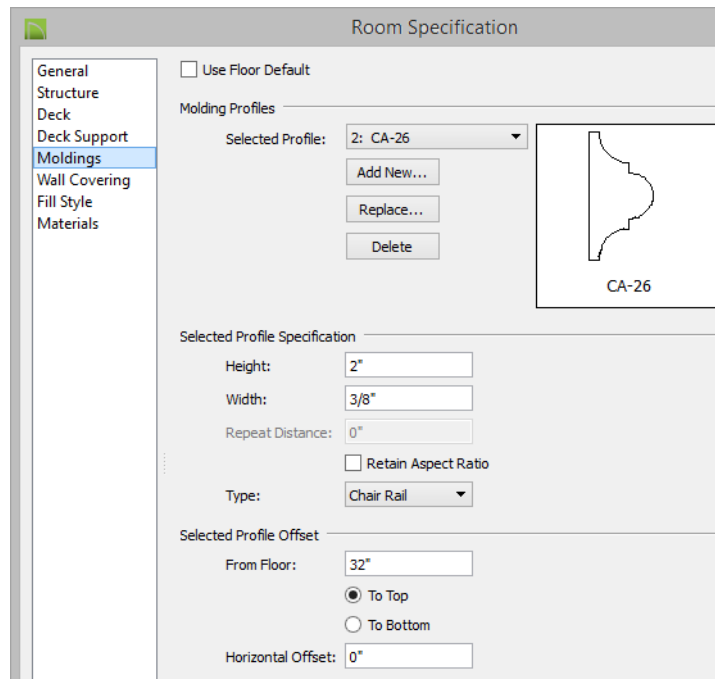 Room Specification
General
Structure
Deck
Deck Support
Moldings
Wall Covering
Fill Style
Materials
Use Floor Default
Molding Profiles
Selected Profile: 2: CA-26
Add New...
Replace...
Delete
CA-26
Selected Profile Specification
Height: 2"
Width: 3/8"
Repeat Distance: 0"
Retain Aspect Ratio
Type: Chair Rail
Selected Profile Offset
From Floor: 32"
To Top
To Bottom
Horizontal Offset: 0"